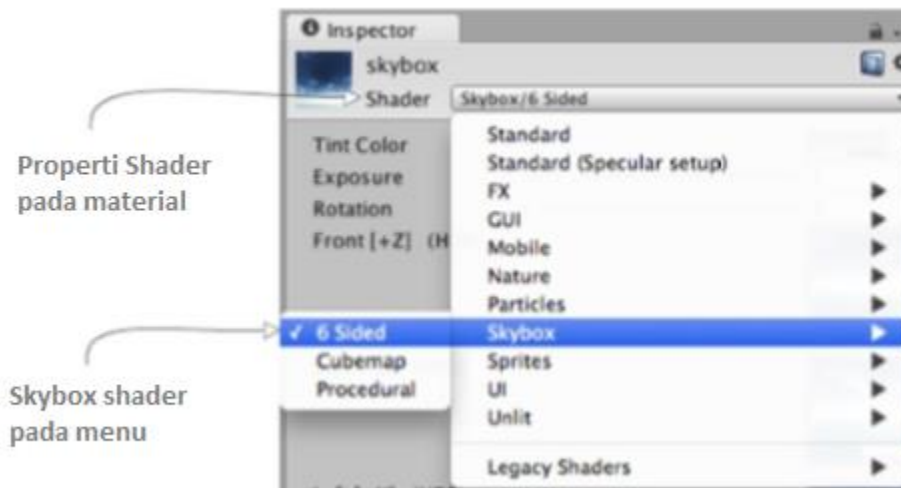 Inspector
skybox
Shader
Skybox/6 Sided
Properti Shader
pada material
Tint Color
Exposure
Rotation
Front [+Z] (H
Standard
Standard (Specular setup)
FX
GUI
Mobile
Nature
Particles
Skybox
Sprites
UI
Unlit
Legacy Shaders
✓ 6 Sided
Cubemap
Procedural
Skybox shader
pada menu